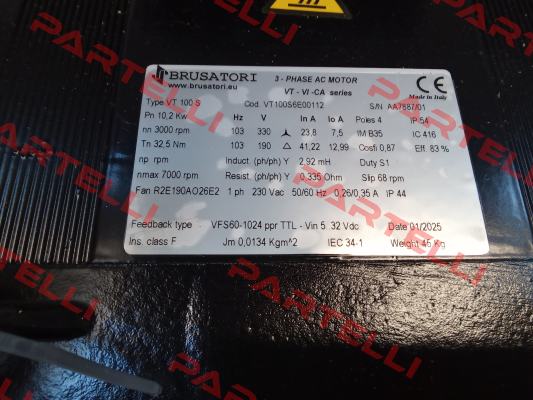 BRUSATORI
www.brusatori.eu
3 - PHASE AC MOTOR
VT - VI -CA series
CE
Made in Italy
Type VT 100 S Cod. VT100S6E00112 S/N AA7887/01
Pn 10,2 Kw Hz V In A Io A Poles 4 IP 54
nn 3000 rpm 103 330 23,8 7,5 IM B35 IC 416
Tn 32,5 Nm 103 190 △ 41,22 12,99 Cosfi 0,87 Eff. 83 %
np rpm Induct. (ph/ph) Y 2,92 mH Duty S1
nmax 7000 rpm Resist (ph/ph) Y 0,335 Ohm Slip 68 rpm
Fan R2E190AO26E2 1 ph 230 Vac 50/60 Hz 0,26/0,35 A IP 44
Feedback type VFS60-1024 ppr TTL - Vin 5..32 Vdc Date 01/2025
Ins. class F Jm 0,0134 Kgm^2 IEC 34-1 Weight 45 Kg
PARTELLI
PARTELLI
PARTELLI
PARTELLI
PARTELLI
PARTELLI